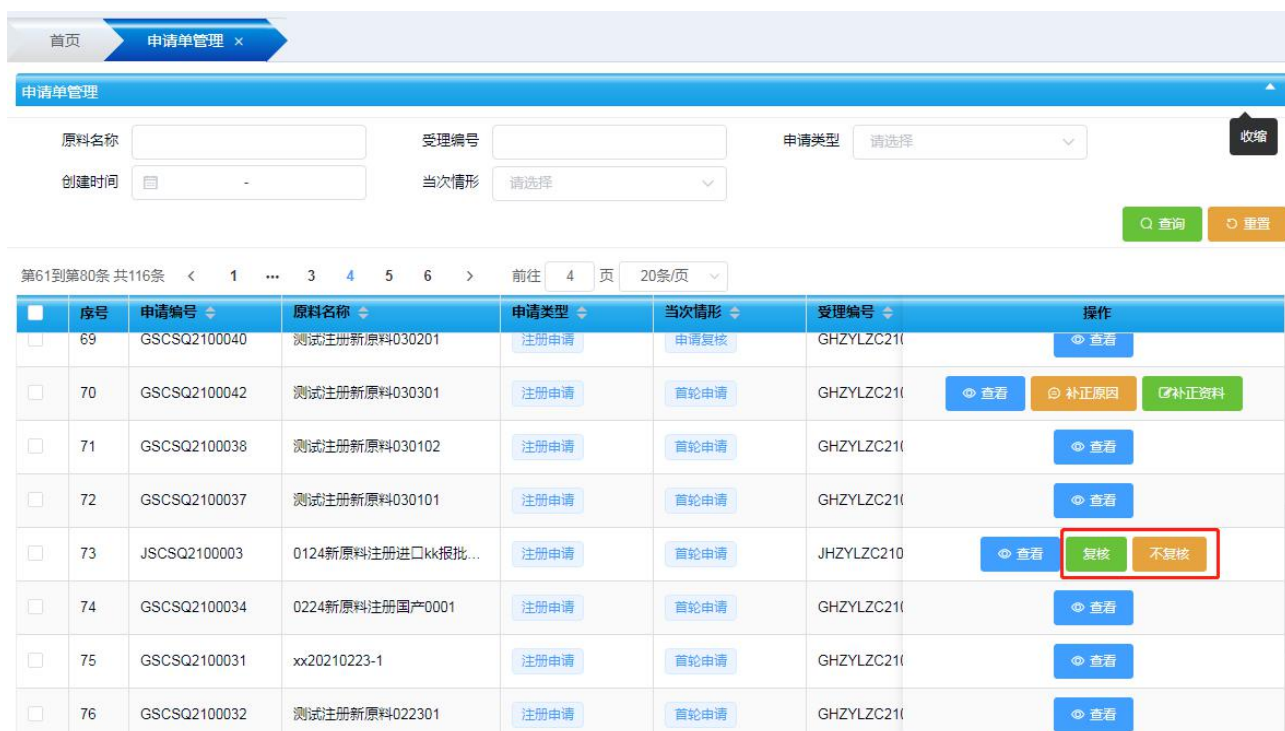 首页 申请单管理 ×
申请单管理
原料名称 受理编号 申请类型 请选择 收缩
创建时间 - 当次情形 请选择
查询 重置
第61到第80条 共116条 < 1 ··· 3 4 5 6 > 前往 4 页 20条/页
序号 申请编号 原料名称 申请类型 当次情形 受理编号 操作
69 GSCSQ2100040 测试注册新原料030201 注册申请 申请复核 GHZYLZC21( 查看
70 GSCSQ2100042 测试注册新原料030301 注册申请 首轮申请 GHZYLZC21( 查看 补正原因 补正资料
71 GSCSQ2100038 测试注册新原料030102 注册申请 首轮申请 GHZYLZC21( 查看
72 GSCSQ2100037 测试注册新原料030101 注册申请 首轮申请 GHZYLZC21( 查看
73 JSCSQ2100003 0124新原料注册进口kk报批... 注册申请 首轮申请 JHZYLZC210 查看 复核 不复核
74 GSCSQ2100034 0224新原料注册国产0001 注册申请 首轮申请 GHZYLZC21( 查看
75 GSCSQ2100031 xx20210223-1 注册申请 首轮申请 GHZYLZC21( 查看
76 GSCSQ2100032 测试注册新原料022301 注册申请 首轮申请 GHZYLZC21( 查看